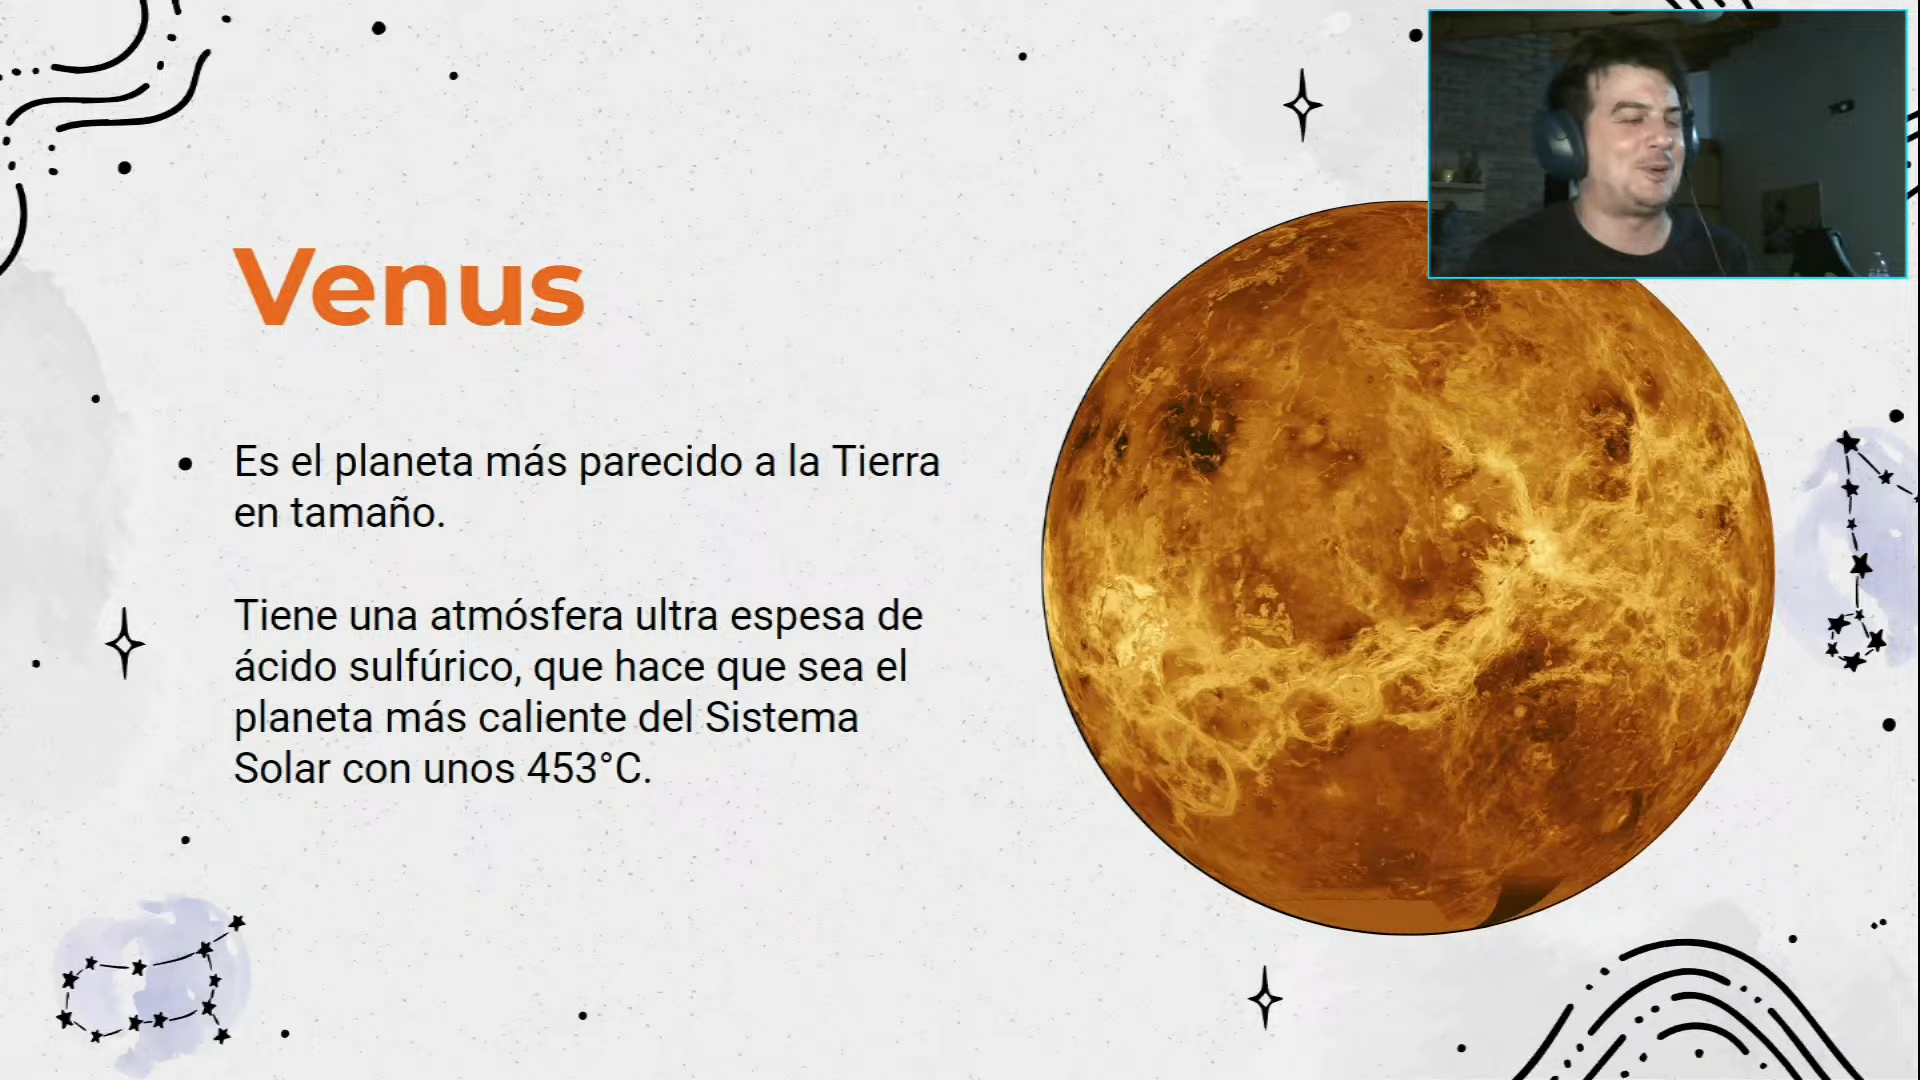 Venus
Es el planeta más parecido a la Tierra
en tamaño.
Tiene una atmósfera ultra espesa de
ácido sulfúrico, que hace que sea el
planeta más caliente del Sistema
Solar con unos 453°C.